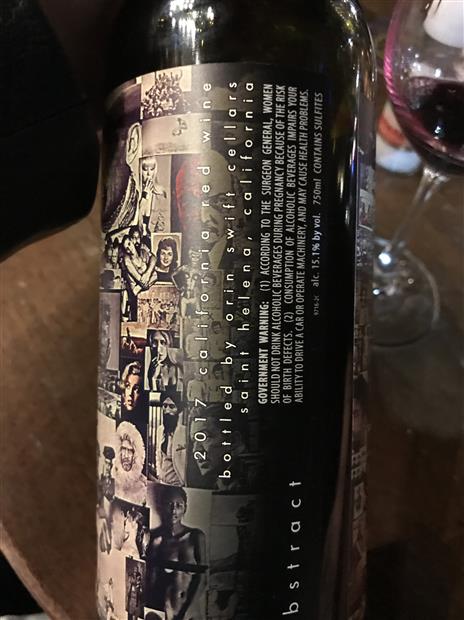 2017 california red wine
bottled by orin swift cellars
saint helena, california
GOVERNMENT WARNING: (1) ACCORDING TO THE SURGEON GENERAL, WOMEN
SHOULD NOT DRINK ALCOHOLIC BEVERAGES DURING PREGNANCY BECAUSE OF THE RISK
OF BIRTH DEFECTS. (2) CONSUMPTION OF ALCOHOLIC BEVERAGES IMPAIRS YOUR
ABILITY TO DRIVE A CAR OR OPERATE MACHINERY, AND MAY CAUSE HEALTH PROBLEMS.
9716-2C alc. 15.1% by vol. 750ml CONTAINS SULFITES
bstract